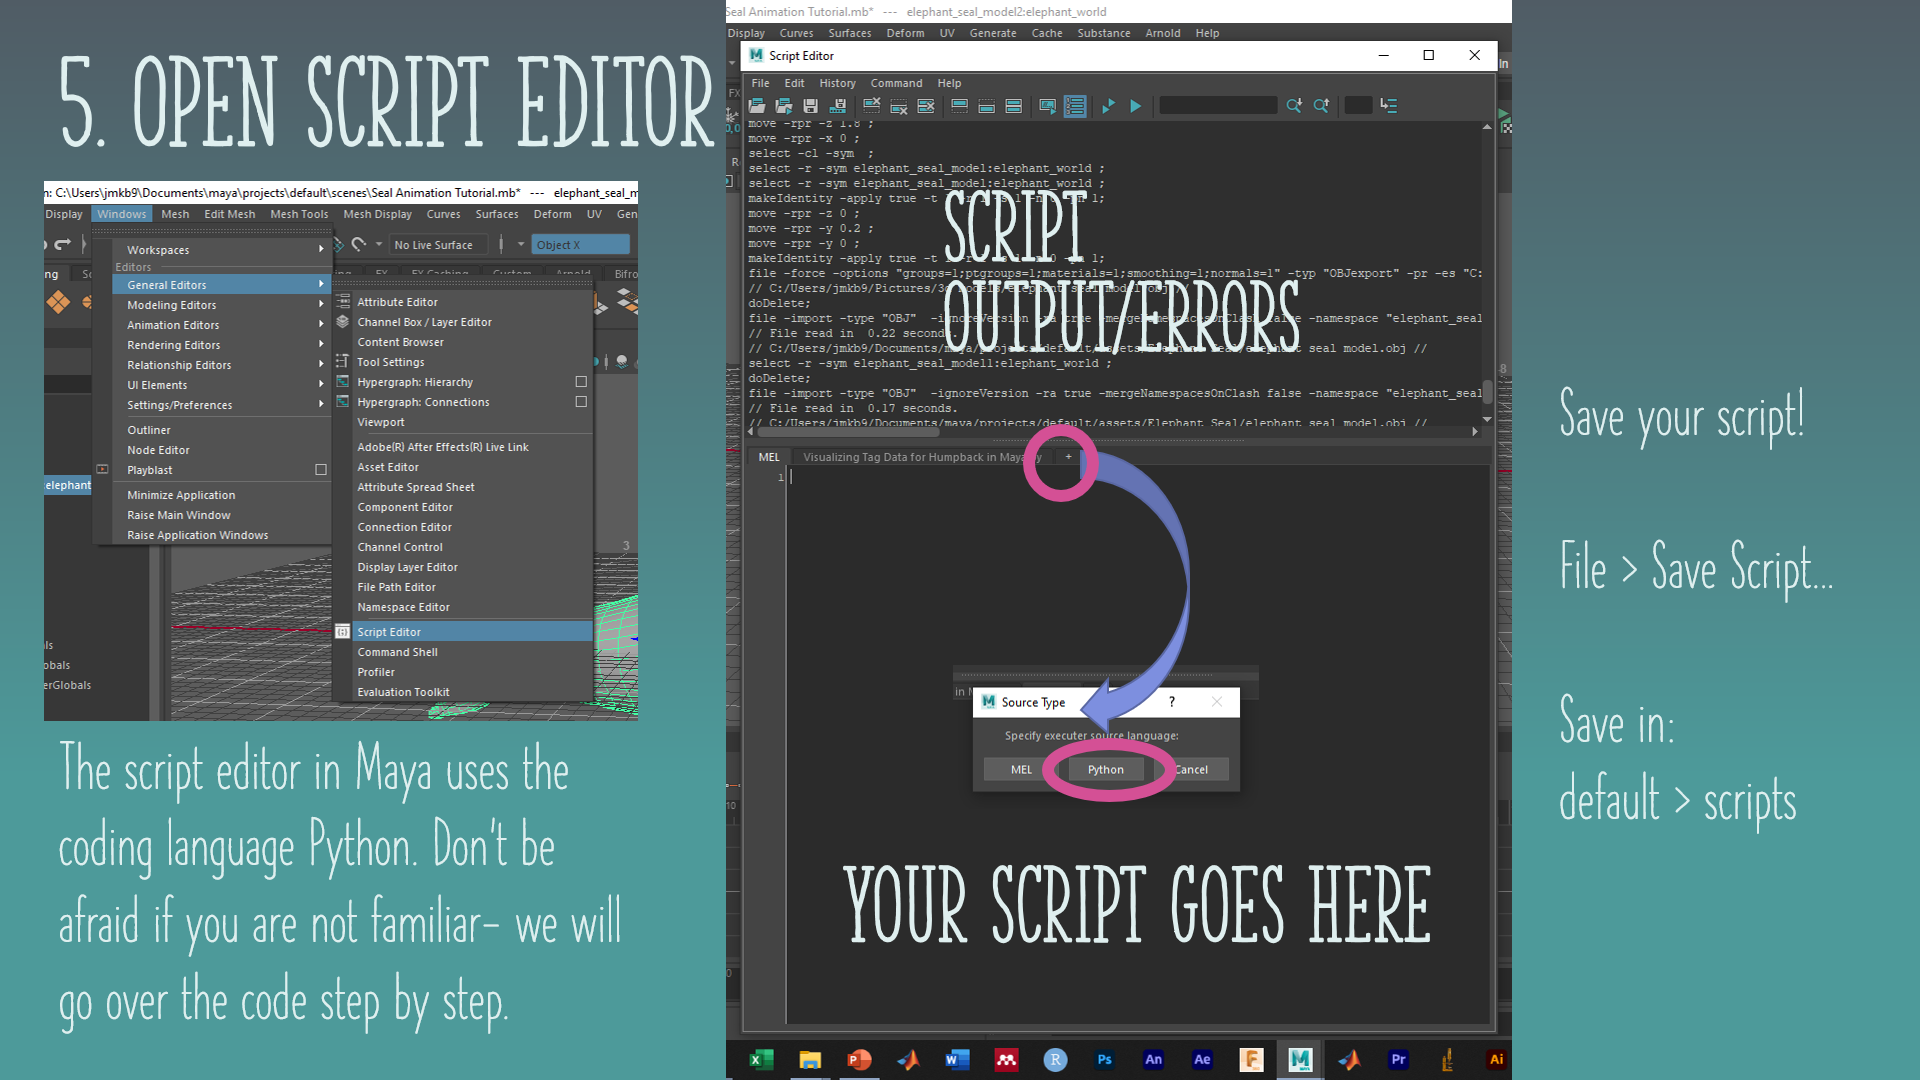 5. OPEN SCRIPT EDITOR
n: C:\Users\jmkb9\Documents\maya\projects\default\scenes\Seal Animation Tutorial.mb* --- elephant_seal_m
Display Windows Mesh Edit Mesh Mesh Tools Mesh Display Curves Surfaces Deform UV Gen
No Live Surface Object X
Workspaces
Editors
General Editors
Modeling Editors
Animation Editors
Rendering Editors
Relationship Editors
UI Elements
Settings/Preferences
Outliner
Node Editor
Playblast
Minimize Application
Raise Main Window
Raise Application Windows
ng
FX FX Caching Custom Arnold Bifro
Attribute Editor
Channel Box / Layer Editor
Content Browser
Tool Settings
Hypergraph: Hierarchy
Hypergraph: Connections
Viewport
Adobe(R) After Effects(R) Live Link
Asset Editor
Attribute Spread Sheet
Component Editor
Connection Editor
Channel Control
Display Layer Editor
File Path Editor
Namespace Editor
Script Editor
Command Shell
Profiler
Evaluation Toolkit
elephant
3
ls
obals
erGlobals
The script editor in Maya uses the
coding language Python. Don't be
afraid if you are not familiar- we will
go over the code step by step.
Seal Animation Tutorial.mb* --- elephant_seal_model2:elephant_world
Display Curves Surfaces Deform UV Generate Cache Substance Arnold Help
Script Editor
File Edit History Command Help
move -rpr -z 1.8 ;
move -rpr -x 0 ;
select -cl -sym ;
select -r -sym elephant_seal_model:elephant_world ;
select -r -sym elephant_seal_model:elephant_world ;
makeIdentity -apply true -t
move -rpr -z 0 ;
move -rpr -y 0.2 ;
move -rpr -y 0 ;
makeIdentity -apply true -t
file -force -options "groups=1;ptgroups=1;materials=1;smoothing=1;normals=1" -typ "OBJexport" -pr -es "C:
// C:/Users/jmkb9/Pictures/3d models/elephant seal model.obj //
doDelete;
file -import -type "OBJ" -ignoreVersion -ra true -mergeNamespacesOnClash false -namespace "elephant_seal
// File read in 0.22 seconds.
// C:/Users/jmkb9/Documents/maya/projects/default/assets/Elephant Seal/elephant seal model.obj //
select -r -sym elephant_seal_model1:elephant_world ;
doDelete;
file -import -type "OBJ" -ignoreVersion -ra true -mergeNamespacesOnClash false -namespace "elephant_seal
// File read in 0.17 seconds.
// C:/Users/jmkb9/Documents/maya/projects/default/assets/Elephant Seal/elephant seal model.obj //
SCRIPT
OUTPUT/ERRORS
MEL Visualizing Tag Data for Humpback in Maya +
1
Source Type ?
Specify executer source language:
MEL Python Cancel
YOUR SCRIPT GOES HERE
R Ps An Ae F M Pr Ai
Save your script!
File > Save Script...
Save in:
default > scripts